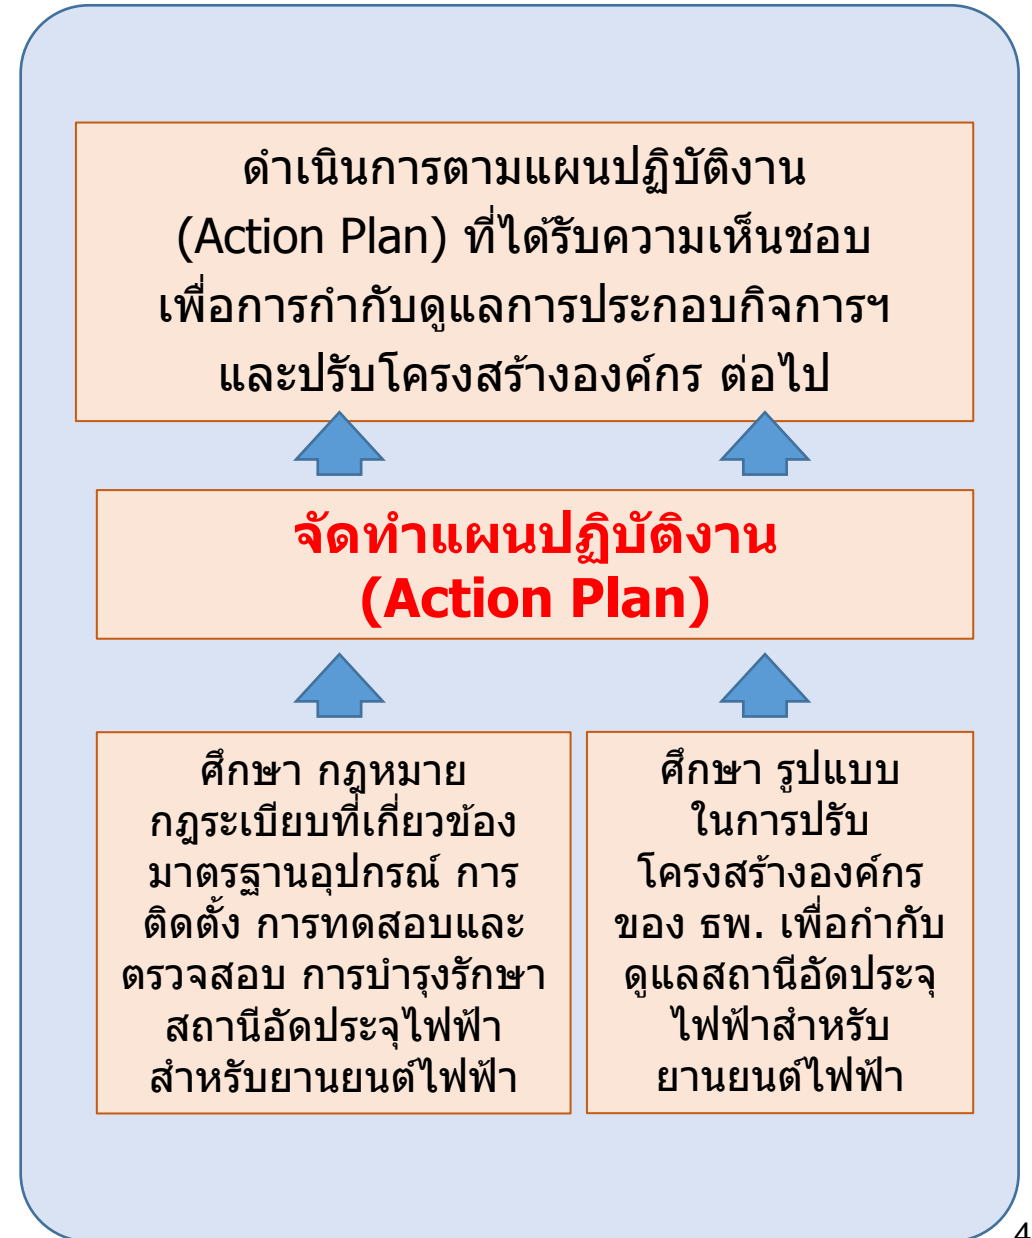 ดำเนินการตามแผนปฏิบัติงาน
(Action Plan) ที่ได้รับความเห็นชอบ
เพื่อการกำกับดูแลการประกอบกิจการฯ
และปรับโครงสร้างองค์กร ต่อไป
จัดทำแผนปฏิบัติงาน
(Action Plan)
ศึกษา กฎหมาย
กฎระเบียบที่เกี่ยวข้อง
มาตรฐานอุปกรณ์ การ
ติดตั้ง การทดสอบและ
ตรวจสอบ การบำรุงรักษา
สถานีอัดประจุไฟฟ้า
สำหรับยานยนต์ไฟฟ้า
ศึกษา รูปแบบ
ในการปรับ
โครงสร้างองค์กร
ของ ธพ. เพื่อกำกับ
ดูแลสถานีอัดประจุ
ไฟฟ้าสำหรับ
ยานยนต์ไฟฟ้า
4